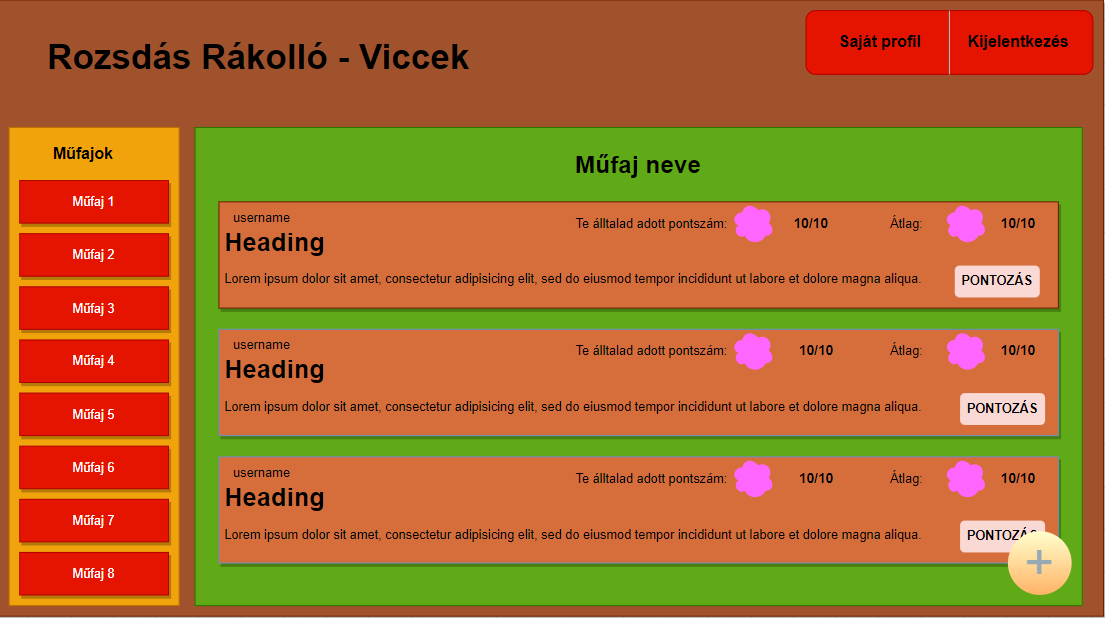 Rozsdás Rákolló - Viccek
Saját profil
Kijelentkezés
Műfajok
Műfaj 1
Műfaj 2
Műfaj 3
Műfaj 4
Műfaj 5
Műfaj 6
Műfaj 7
Műfaj 8
Műfaj neve
username
Te álltalad adott pontszám: 10/10 Átlag: 10/10
Heading
Lorem ipsum dolor sit amet, consectetur adipisicing elit, sed do eiusmod tempor incididunt ut labore et dolore magna aliqua.
PONTOZÁS
username
Te álltalad adott pontszám: 10/10 Átlag: 10/10
Heading
Lorem ipsum dolor sit amet, consectetur adipisicing elit, sed do eiusmod tempor incididunt ut labore et dolore magna aliqua.
PONTOZÁS
username
Te álltalad adott pontszám: 10/10 Átlag: 10/10
Heading
Lorem ipsum dolor sit amet, consectetur adipisicing elit, sed do eiusmod tempor incididunt ut labore et dolore magna aliqua.
PONTOZÁS
+